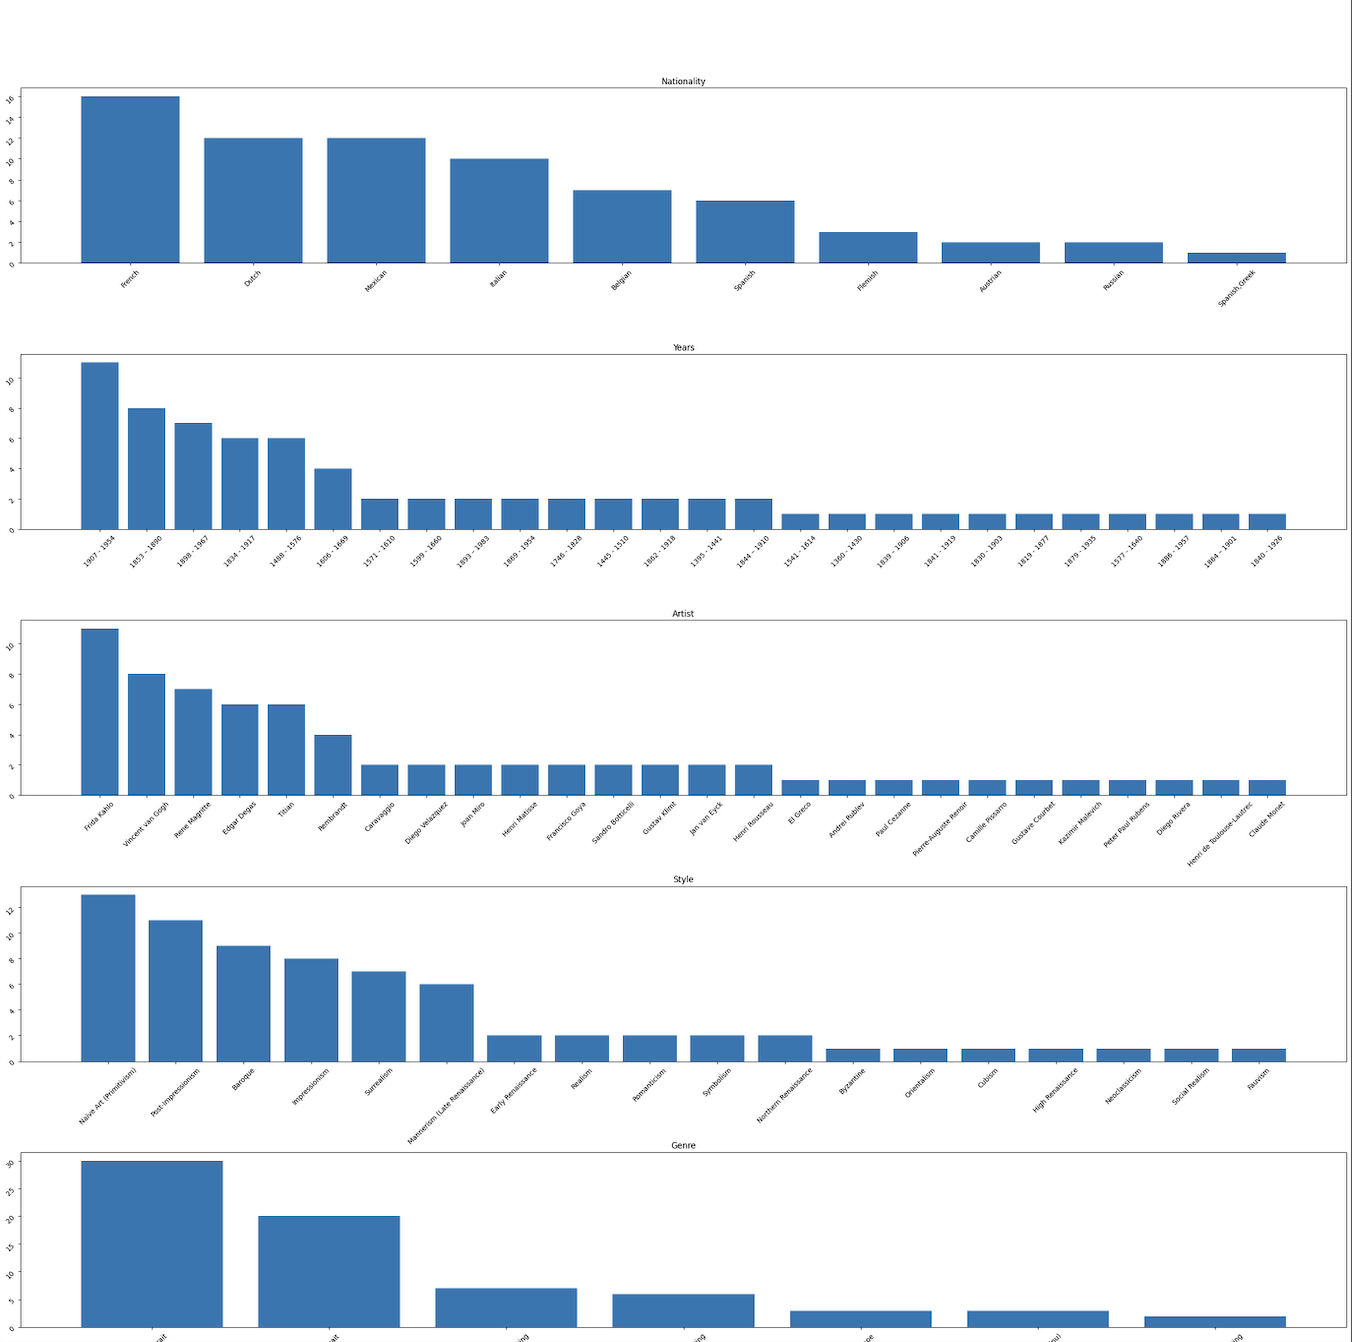 Nationality
16
14
12
10
8
6
4
2
0
French
Dutch
Mexican
Italian
Belgian
Spanish
Flemish
Austrian
Russian
Spanish,Greek
Years
10
8
6
4
2
0
1907 - 1954
1853 – 1890
1898 - 1967
1834 - 1917
1488 - 1576
1606 - 1669
1571 - 1610
1599 - 1660
1893 - 1983
1869 - 1954
1746 - 1828
1445 - 1510
1862 - 1918
1395 - 1441
1844 – 1910
1541 - 1614
1360 - 1430
1839 - 1906
1841 - 1919
1830 - 1903
1819 - 1877
1879 - 1935
1577 - 1640
1886 - 1957
1864 - 1901
1840 - 1926
Artist
10
8
6
4
2
0
Frida Kahlo
Vincent van Gogh
Rene Magritte
Edgar Degas
Titian
Rembrandt
Caravaggio
Diego Velazquez
Joan Miro
Henri Matisse
Francisco Goya
Sandro Botticelli
Gustav Klimt
Jan van Eyck
Henri Rousseau
El Greco
Andrei Rublev
Paul Cezanne
Pierre-Auguste Renoir
Camille Pissarro
Gustave Courbet
Kazimir Malevich
Peter Paul Rubens
Diego Rivera
Henri de Toulouse-Lautrec
Claude Monet
Style
12
10
8
6
4
2
0
Naïve Art (Primitivism)
Post-Impressionism
Baroque
Impressionism
Surrealism
Mannerism (Late Renaissance)
Early Renaissance
Realism
Romanticism
Symbolism
Northern Renaissance
Byzantine
Orientalism
Cubism
High Renaissance
Neoclassicism
Social Realism
Fauvism
Genre
30
25
20
15
10
5
0